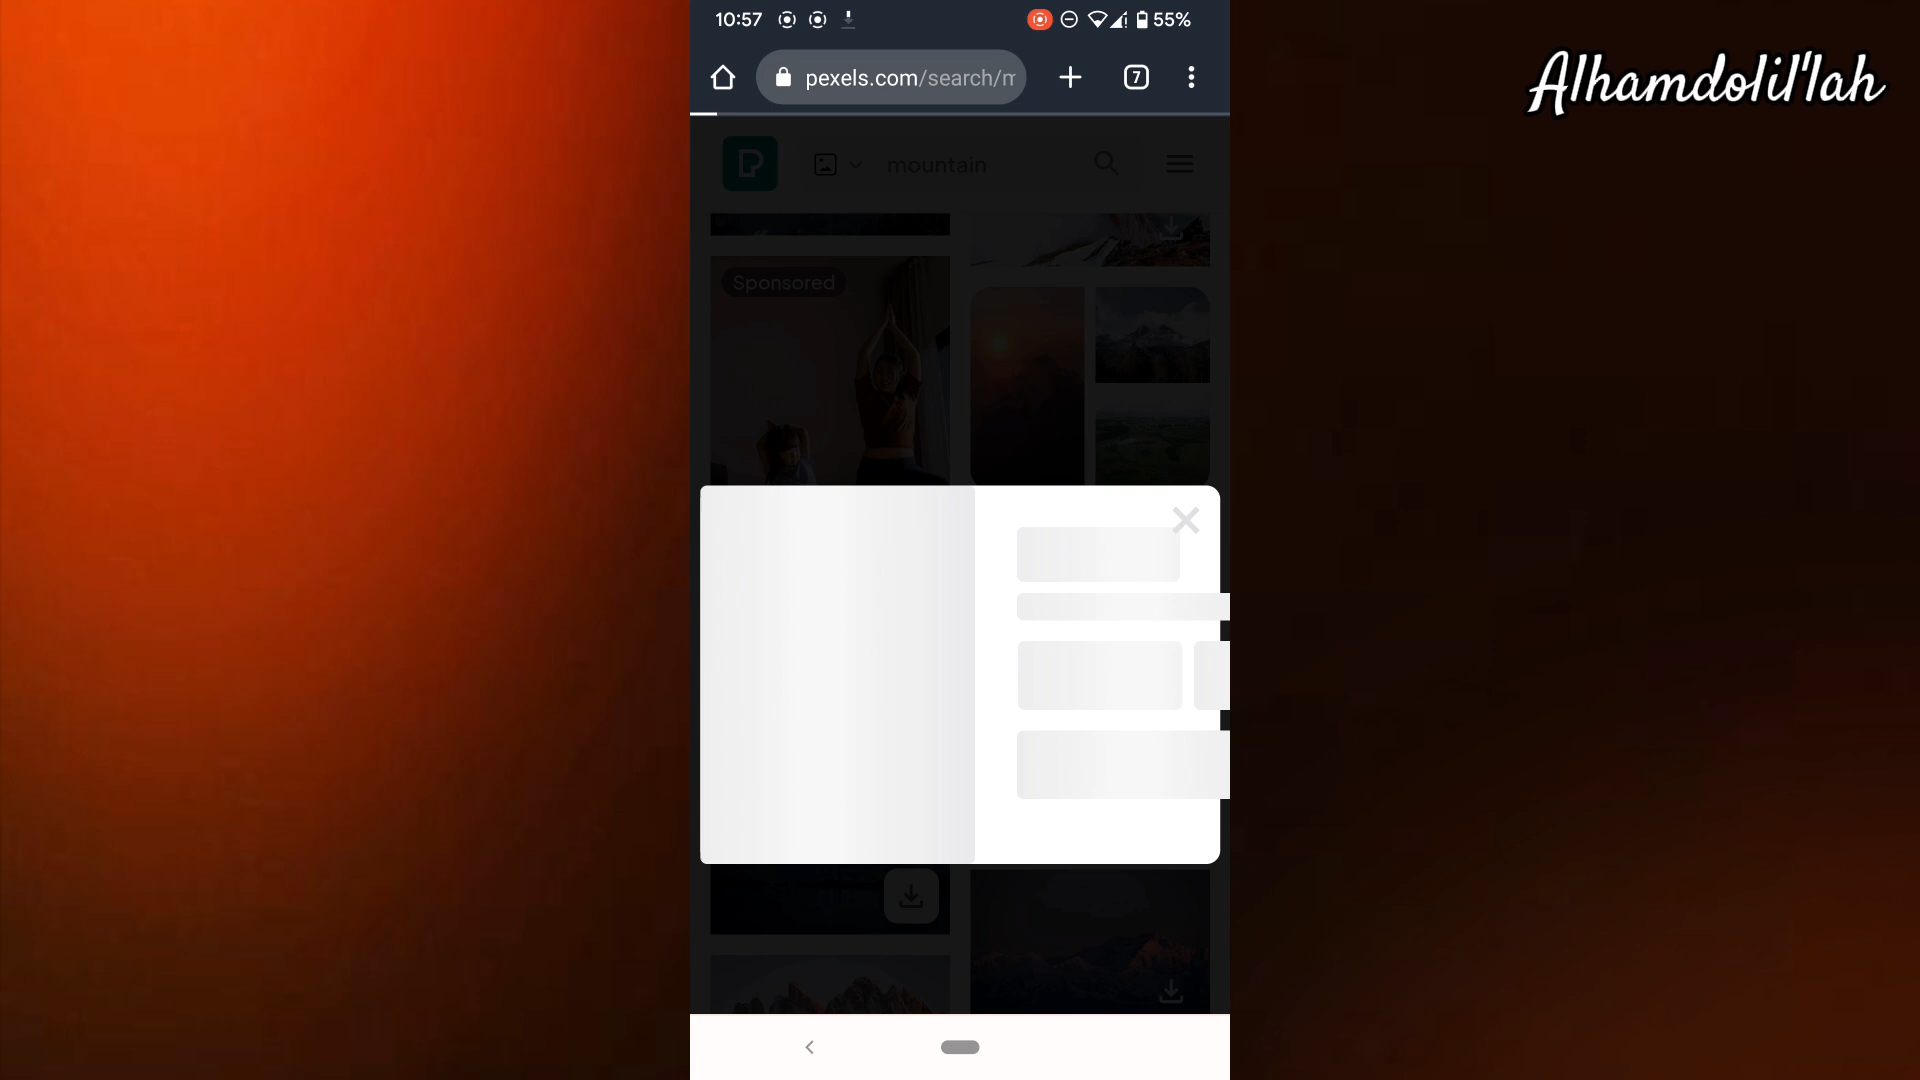 10:57
55%
pexels.com/search/m
7
mountain
Sponsored
Alhamdolil'lah